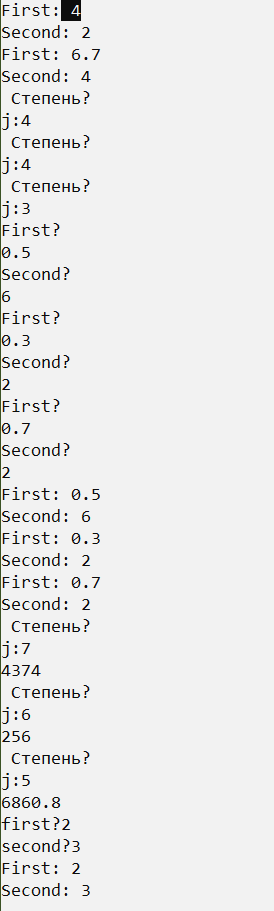 First: 4
Second: 2
First: 6.7
Second: 4
Степень?
j:4
Степень?
j:4
Степень?
j:3
First?
0.5
Second?
6
First?
0.3
Second?
2
First?
0.7
Second?
2
First: 0.5
Second: 6
First: 0.3
Second: 2
First: 0.7
Second: 2
Степень?
j:7
4374
Степень?
j:6
256
Степень?
j:5
6860.8
first?2
second?3
First: 2
Second: 3